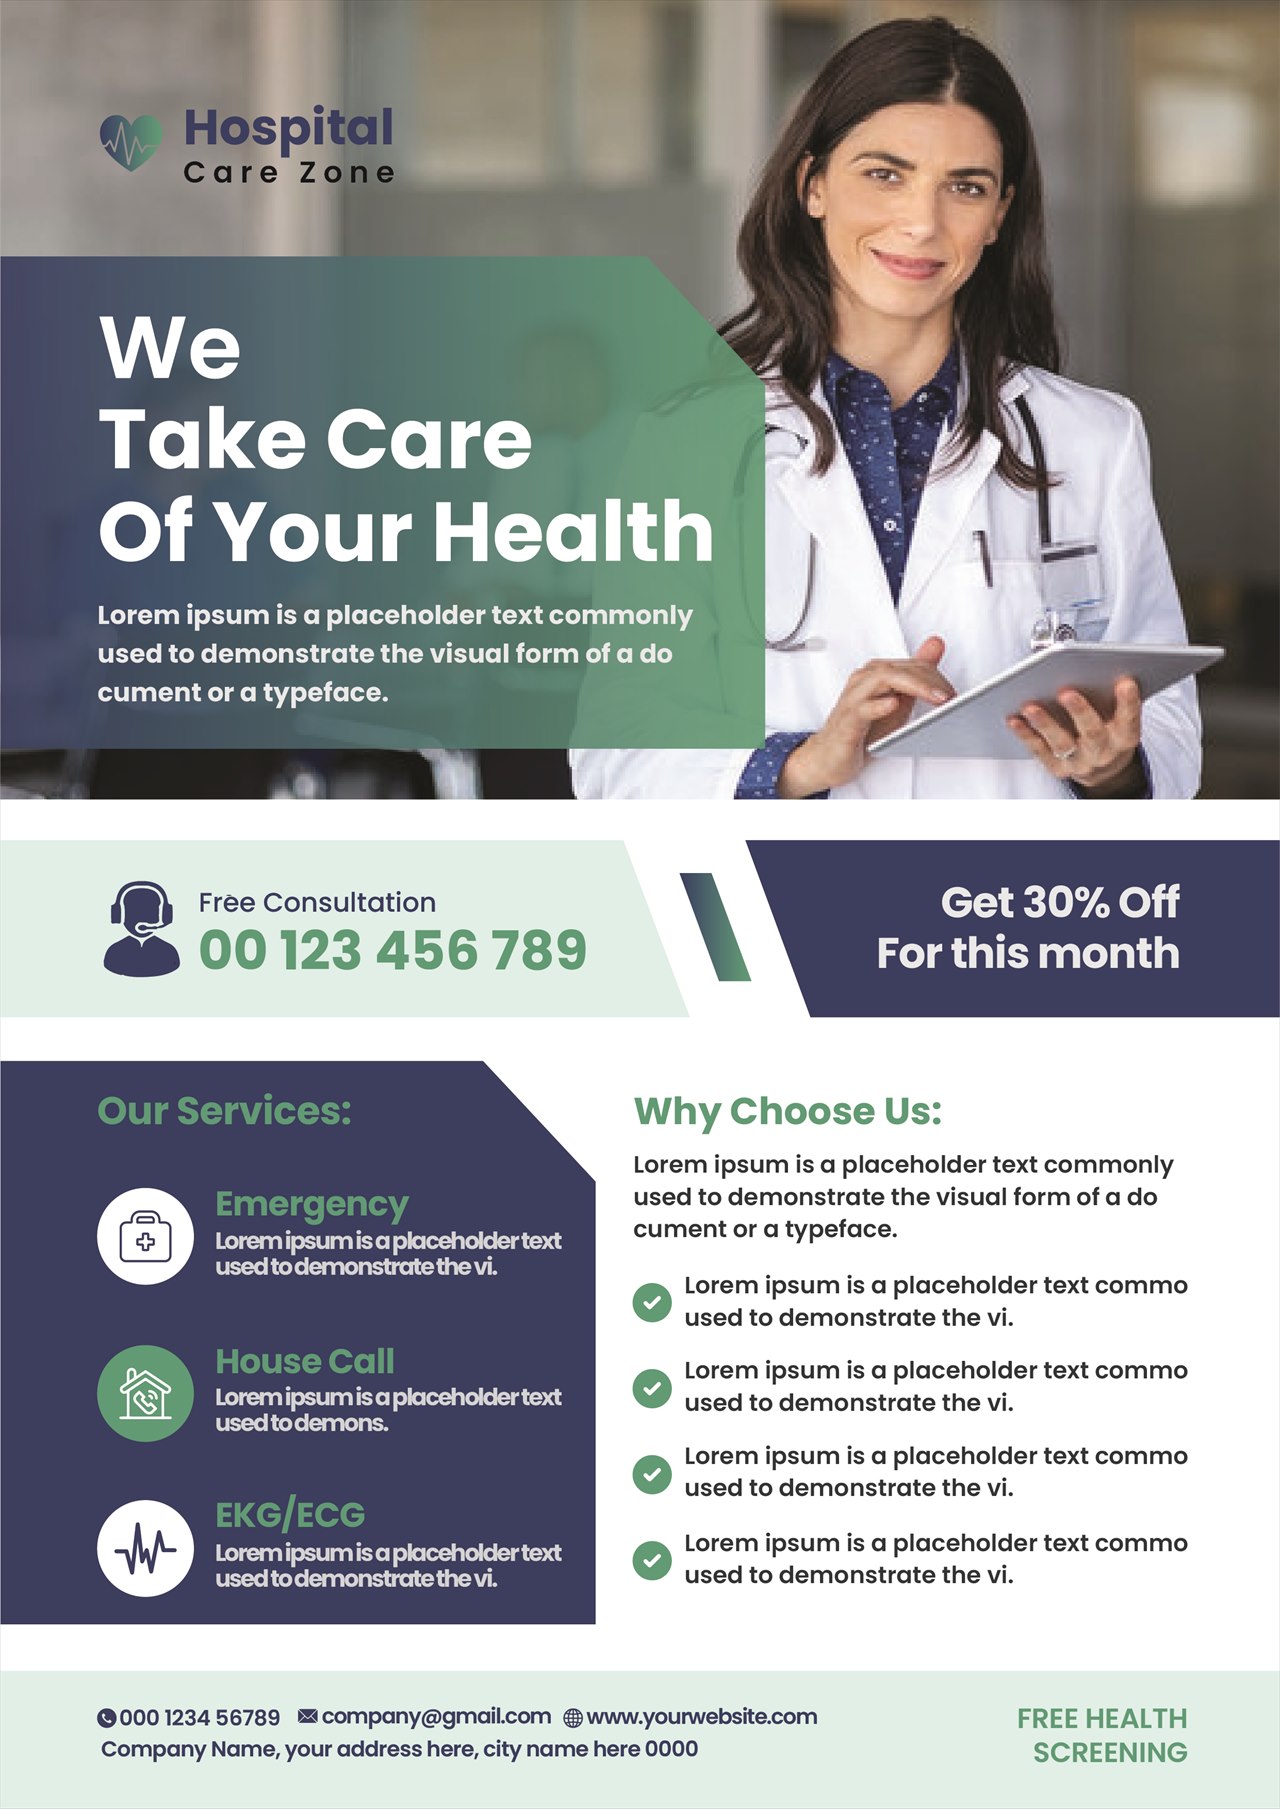 Hospital
Care Zone
We
Take Care
Of Your Health
Lorem ipsum is a placeholder text commonly
used to demonstrate the visual form of a do
cument or a typeface.
Free Consultation
00 123 456 789
Get 30% Off
For this month
Our Services:
Emergency
Lorem ipsum is a placeholder text
used to demonstrate the vi.
House Call
Lorem ipsum is a placeholder text
used to demons.
EKG/ECG
Lorem ipsum is a placeholder text
used to demonstrate the vi.
Why Choose Us:
Lorem ipsum is a placeholder text commonly
used to demonstrate the visual form of a do
cument or a typeface.
Lorem ipsum is a placeholder text commo
used to demonstrate the vi.
Lorem ipsum is a placeholder text commo
used to demonstrate the vi.
Lorem ipsum is a placeholder text commo
used to demonstrate the vi.
Lorem ipsum is a placeholder text commo
used to demonstrate the vi.
000 1234 56789 company@gmail.com www.yourwebsite.com
Company Name, your address here, city name here 0000
FREE HEALTH
SCREENING